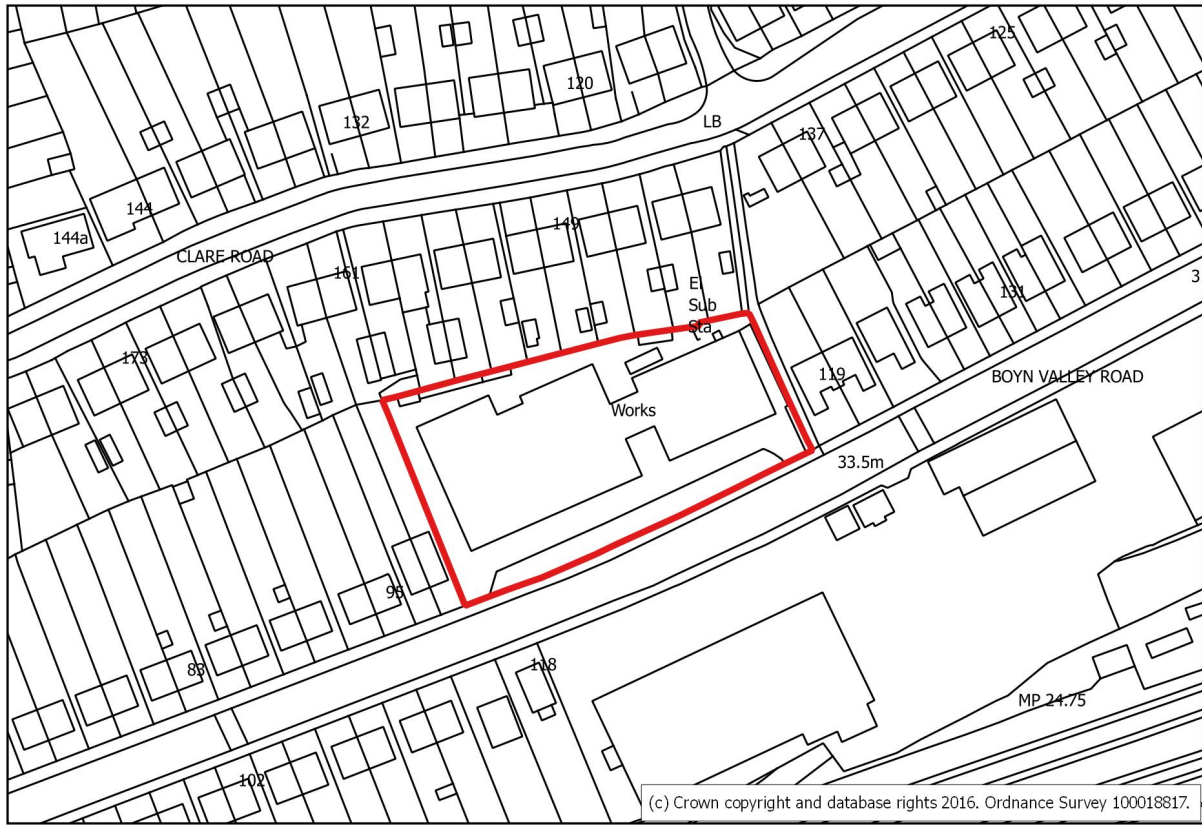 125
120
132
LB
137
144
149
144a
CLARE ROAD
161
El
Sub
Sta
131
3
173
119
BOYN VALLEY ROAD
Works
33.5m
95
118
83
MP 24.75
102
(c) Crown copyright and database rights 2016. Ordnance Survey 100018817.